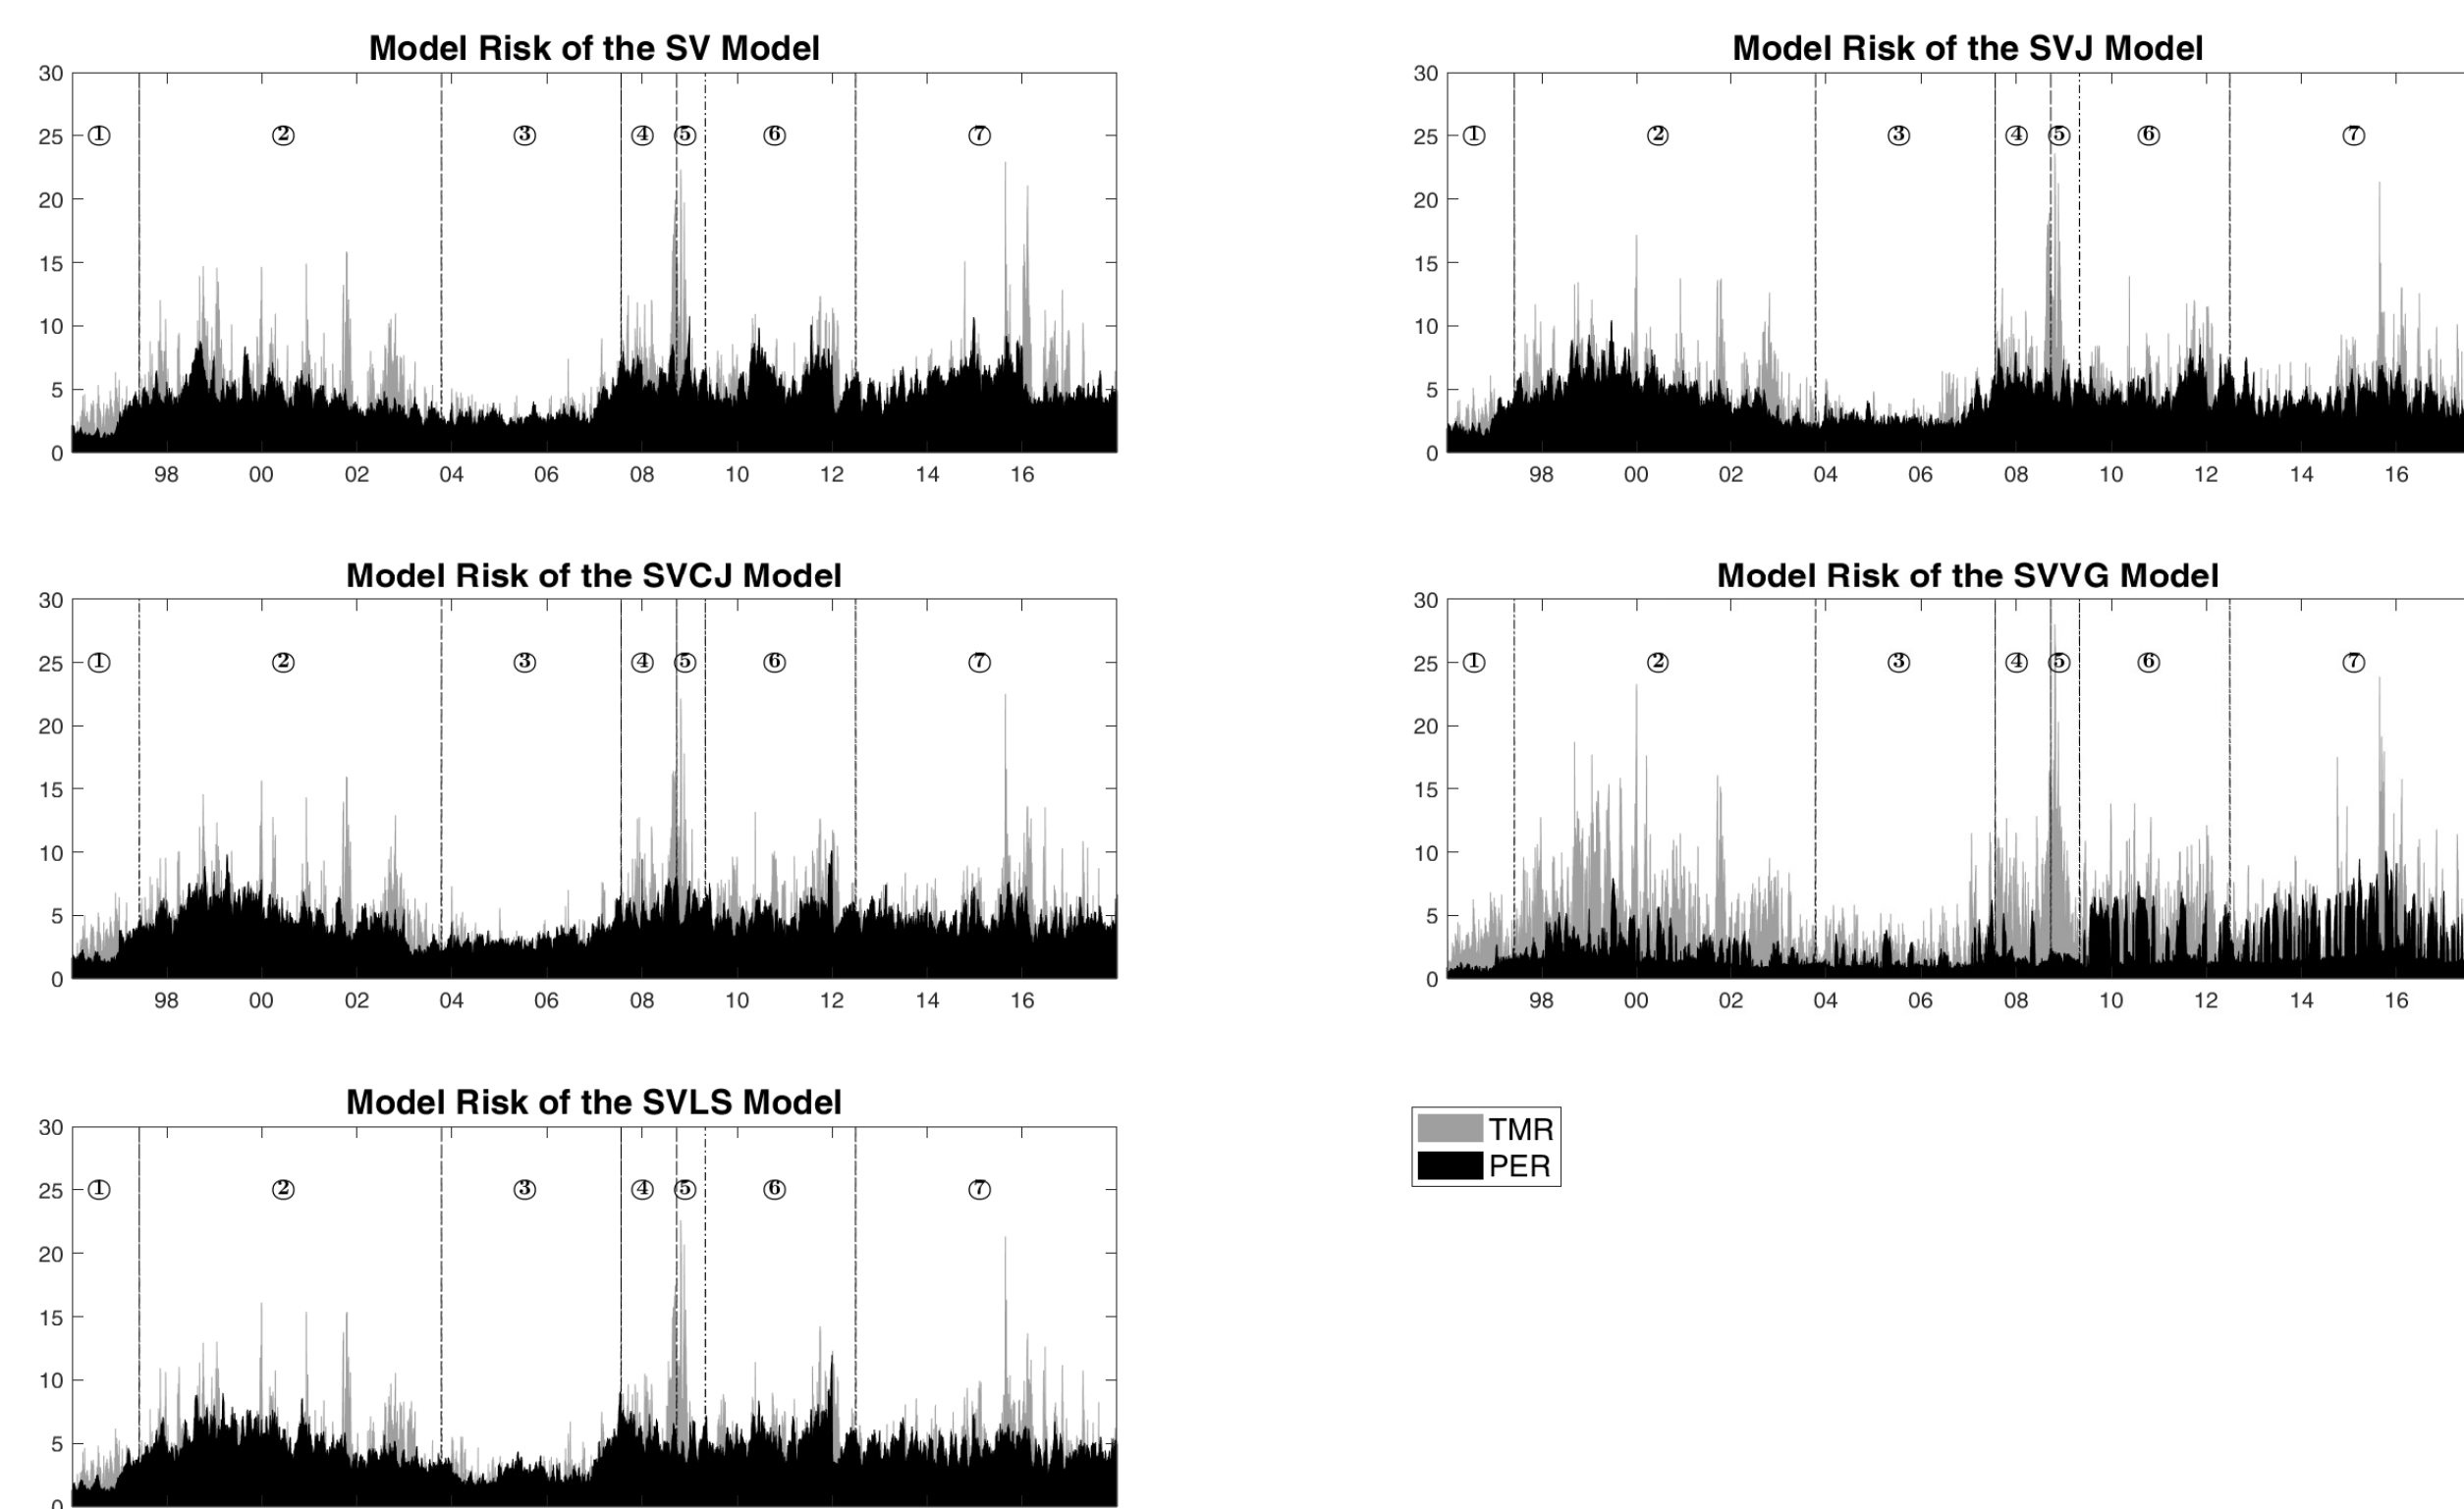 Model Risk of the SV Model
30
25
20
15
10
5
0
① ② ③ ④ ⑤ ⑥ ⑦
98 00 02 04 06 08 10 12 14 16
Model Risk of the SVJ Model
30
25
20
15
10
5
0
① ② ③ ④ ⑤ ⑥ ⑦
98 00 02 04 06 08 10 12 14 16
Model Risk of the SVCJ Model
30
25
20
15
10
5
0
① ② ③ ④ ⑤ ⑥ ⑦
98 00 02 04 06 08 10 12 14 16
Model Risk of the SVVG Model
30
25
20
15
10
5
0
① ② ③ ④ ⑤ ⑥ ⑦
98 00 02 04 06 08 10 12 14 16
Model Risk of the SVLS Model
30
25
20
15
10
5
0
① ② ③ ④ ⑤ ⑥ ⑦
TMR
PER